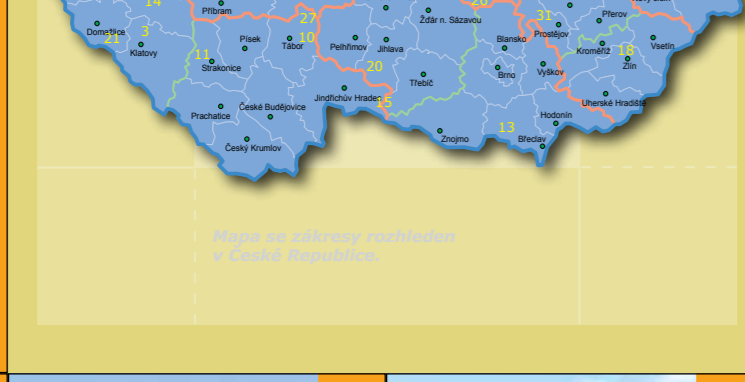 14
Příbram
27
Žďár n. Sázavou
20
31
Přerov
Domažlice
21
3
Klatovy
11
Písek
Strakonice
10
Tábor
Pelhřimov
Jihlava
20
Třebíč
Blansko
Brno
Prostějov
Vyškov
Kroměříž
18
Zlín
Vsetín
Prachatice
České Budějovice
Jindřichův Hradec
15
Český Krumlov
Znojmo
13
Břeclav
Hodonín
Uherské Hradiště
Mapa se zákresy rozhleden
v České Republice.